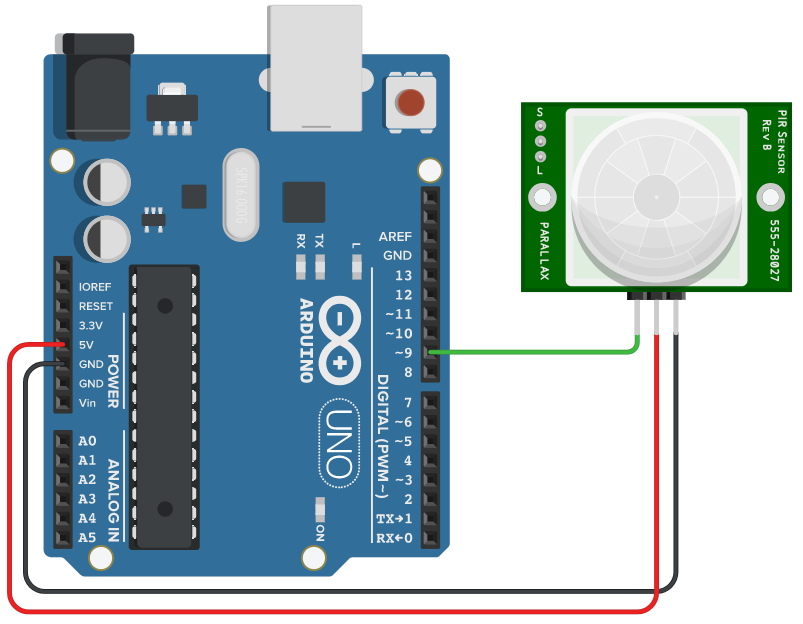 SPK16.000G
RX
TX
L
AREF
GND
13
12
~11
~10
~9
8
7
~6
~5
4
~3
2
TX→1
RX←0
DIGITAL (PWM~)
IOREF
RESET
3.3V
5V
GND
GND
Vin
POWER
A0
A1
A2
A3
A4
A5
ANALOG IN
ARDUINO
UNO
ON
S
L
PARALLAX
PIR SENSOR
REV B
555-28027